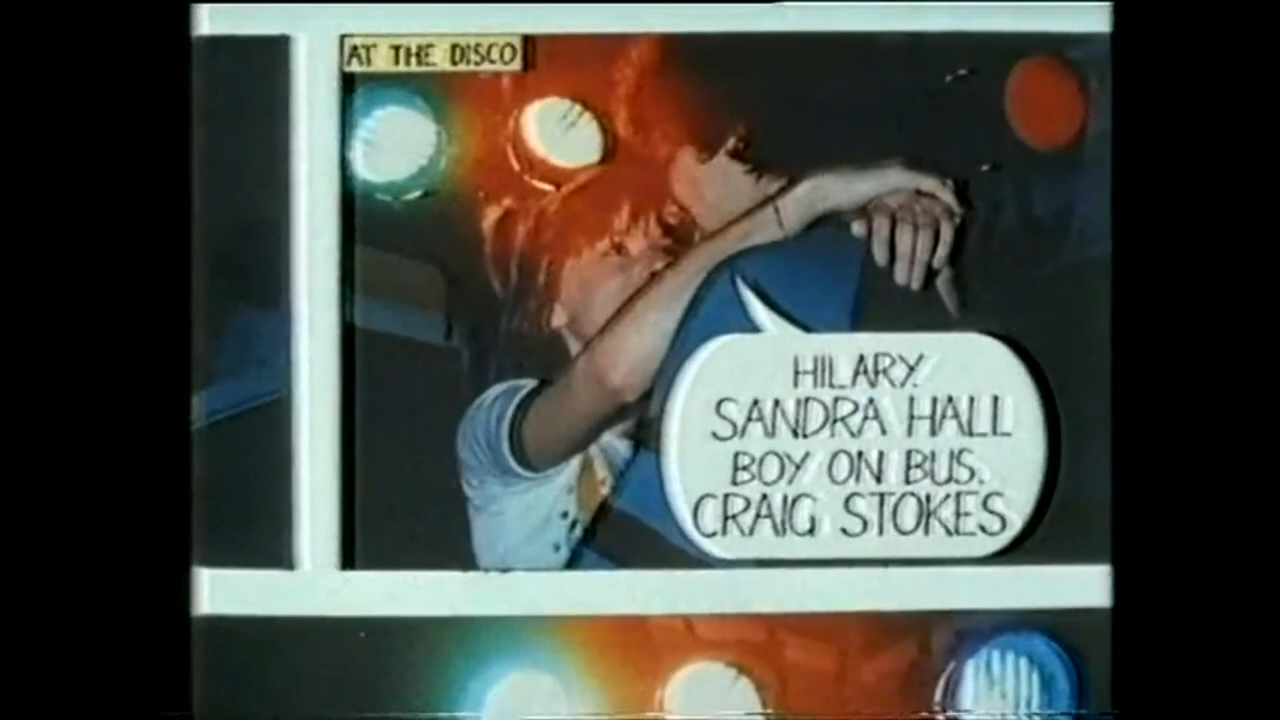 AT THE DISCO
HILARY.
SANDRA HALL
BOY ON BUS.
CRAIG STOKES